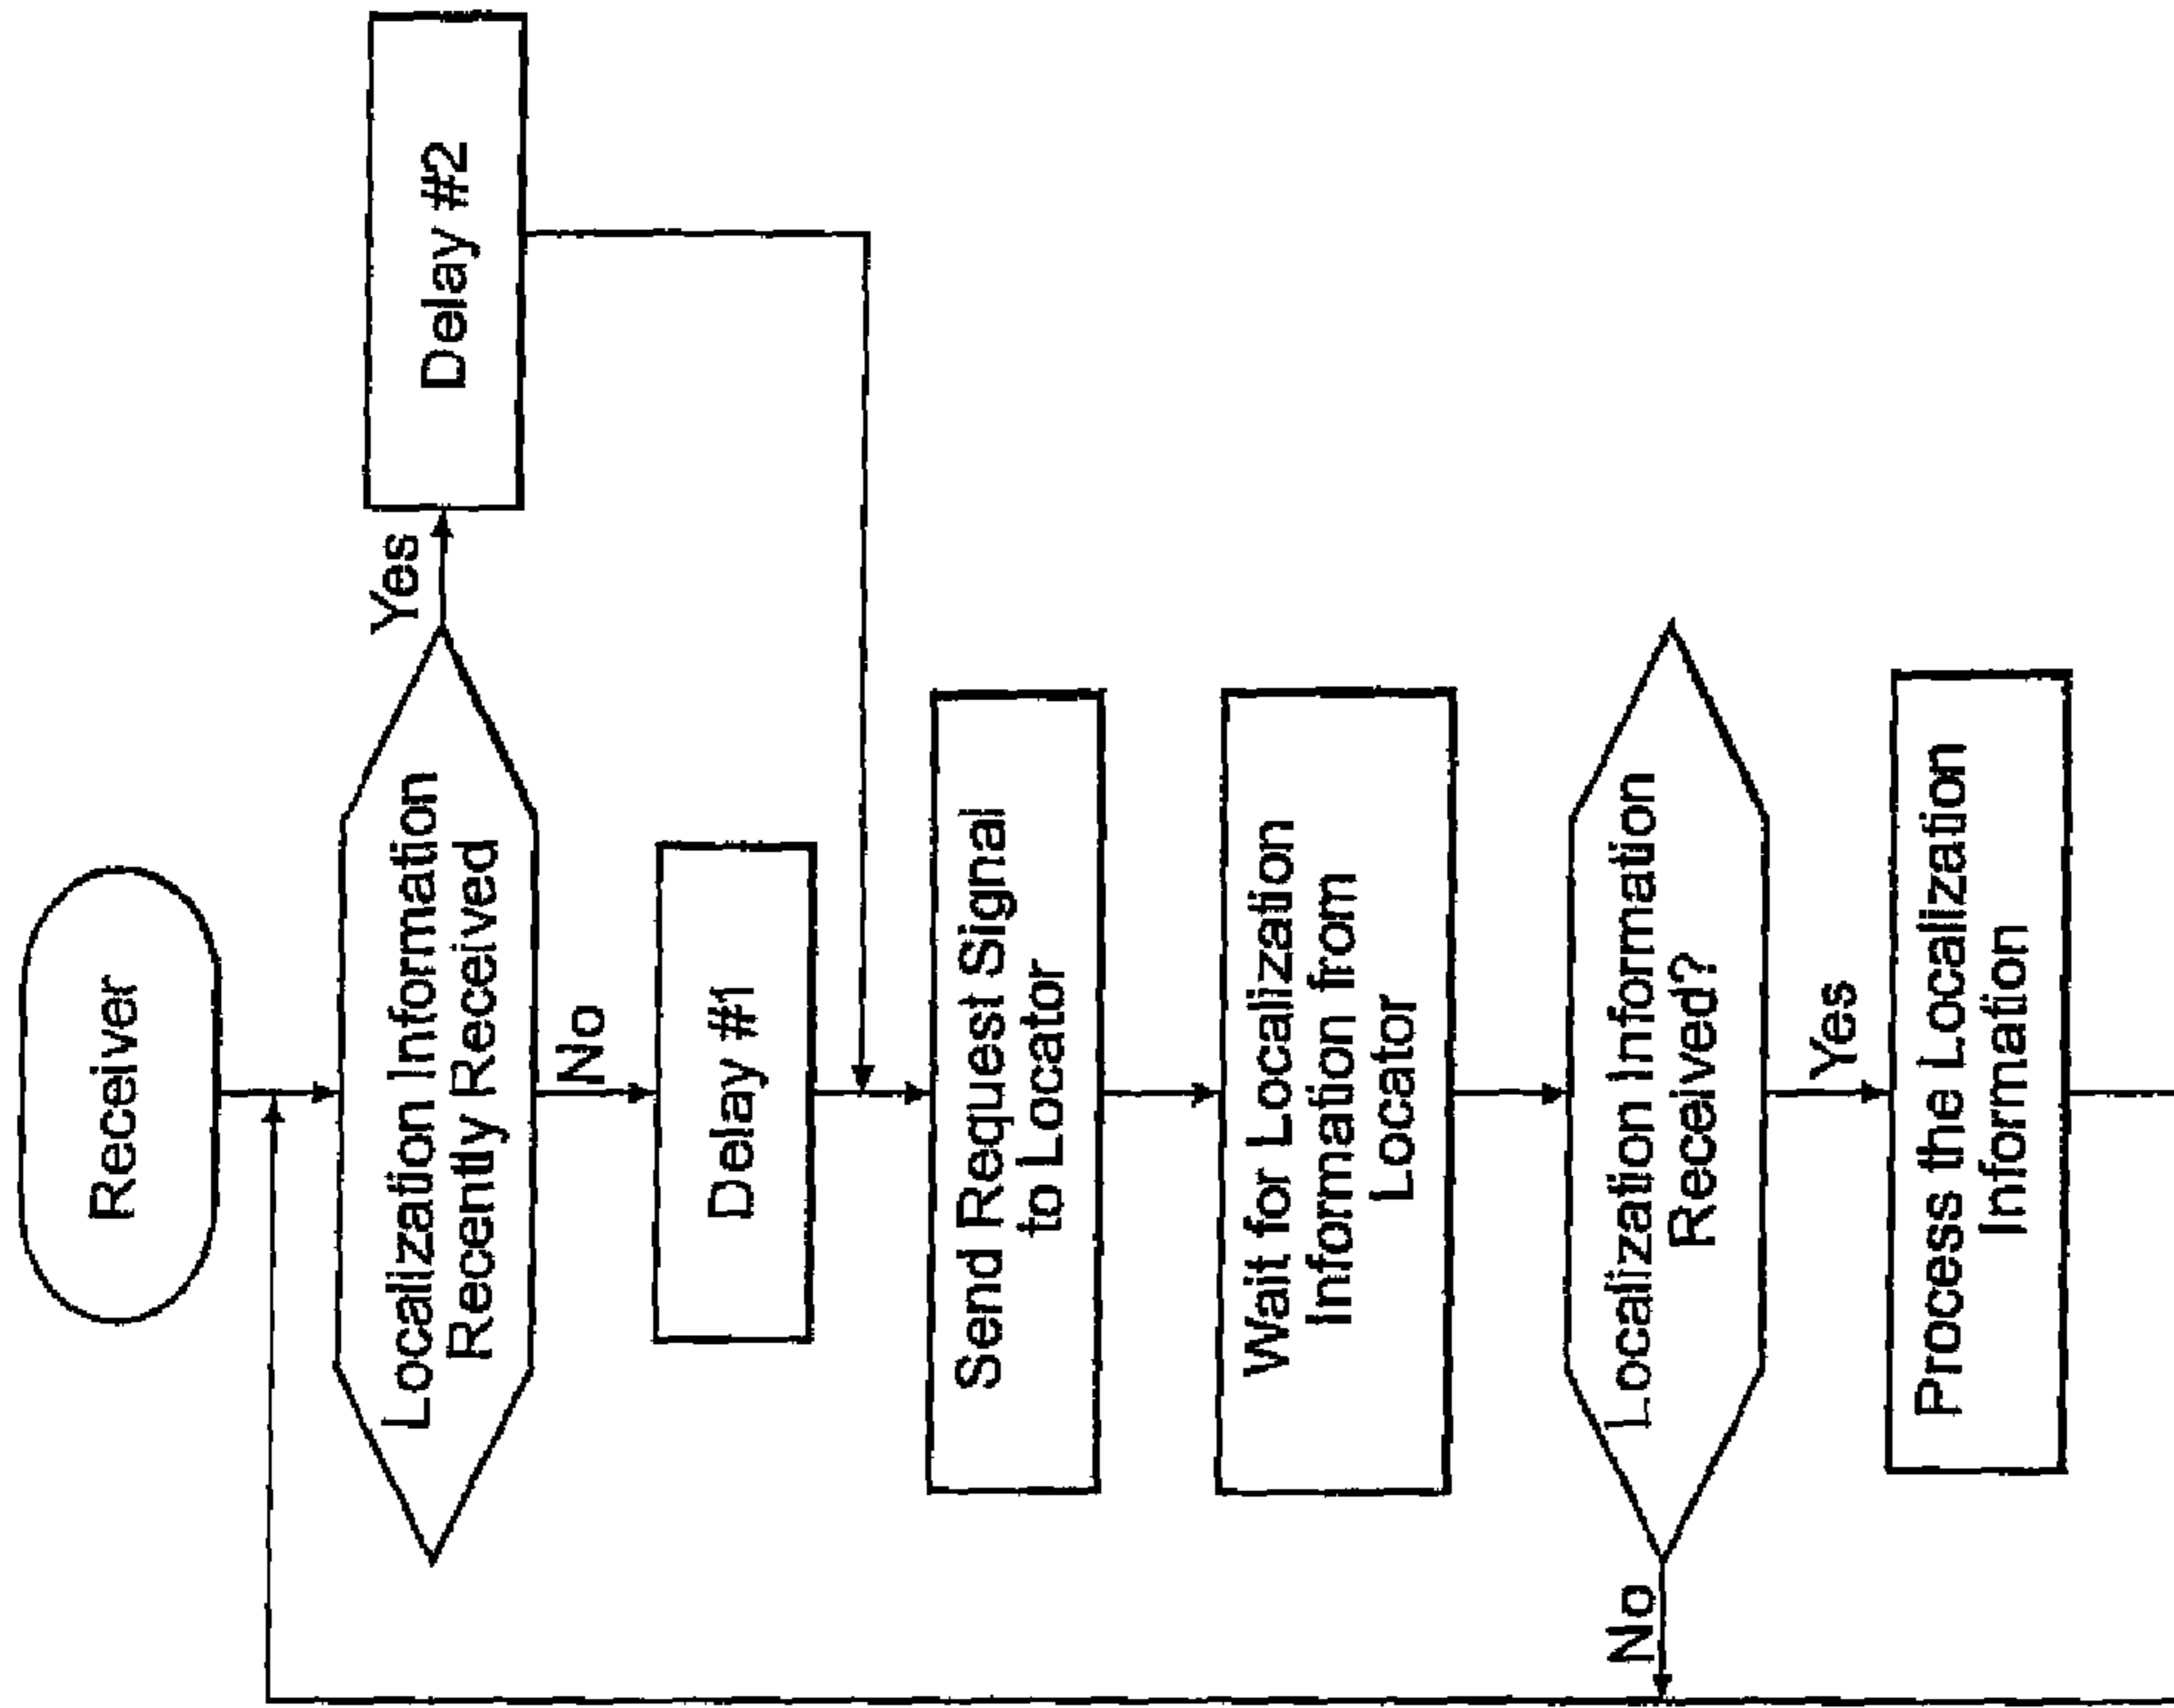 Receiver
Localization Information
Recently Received
Yes
Delay #2
No
Delay #1
Send Request Signal
to Locator
Wait for Localization
Information from
Locator
Localization Information
Received?
No
Yes
Process the Localization
Information